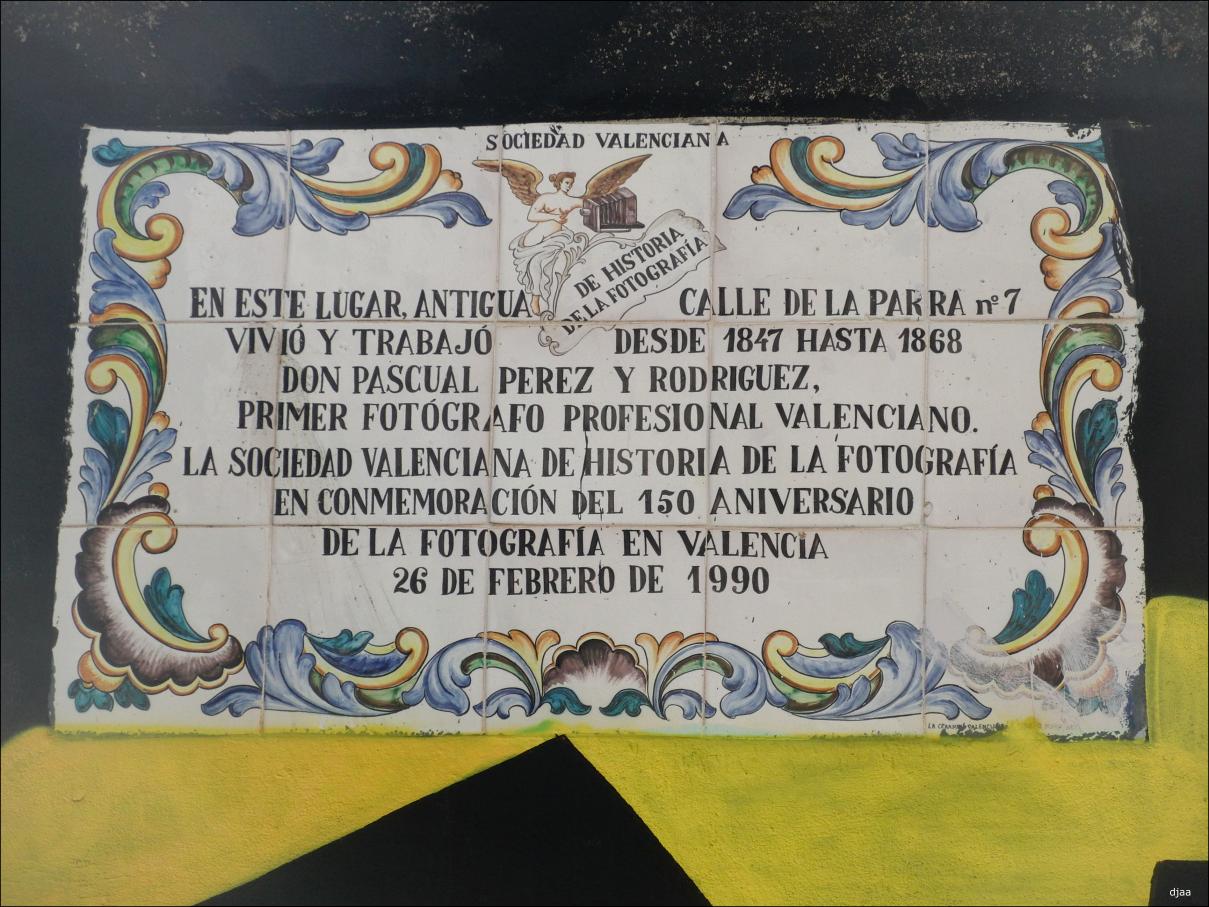 SOCIEDAD VALENCIANA
DE HISTORIA
DE LA FOTOGRAFÍA
EN ESTE LUGAR, ANTIGUA CALLE DE LA PARRA nº 7
VIVIÓ Y TRABAJÓ DESDE 1847 HASTA 1868
DON PASCUAL PEREZ Y RODRIGUEZ,
PRIMER FOTÓGRAFO PROFESIONAL VALENCIANO.
LA SOCIEDAD VALENCIANA DE HISTORIA DE LA FOTOGRAFÍA
EN CONMEMORACIÓN DEL 150 ANIVERSARIO
DE LA FOTOGRAFÍA EN VALENCIA
26 DE FEBRERO DE 1990
djaa